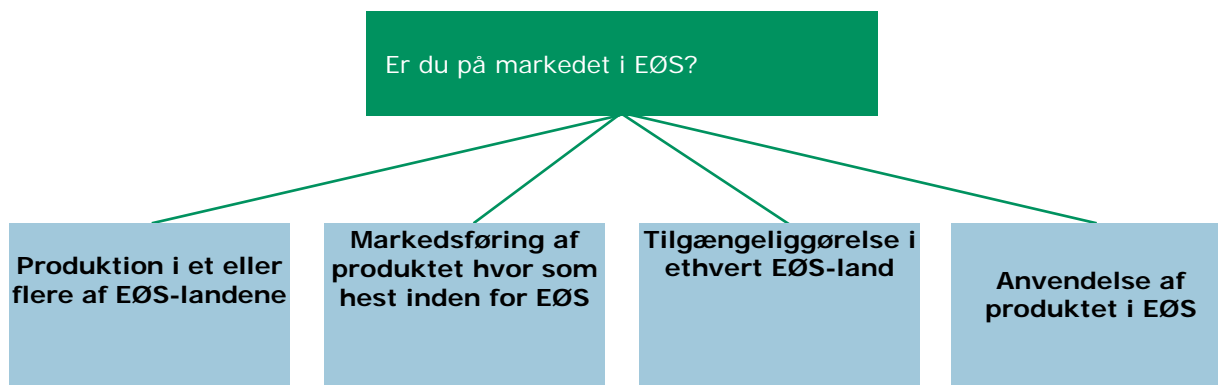 Er du på markedet i EØS?
Produktion i et eller
flere af EØS-landene
Markedsføring af
produktet hvor som
hest inden for EØS
Tilgængeliggørelse i
ethvert EØS-land
Anvendelse af
produktet i EØS